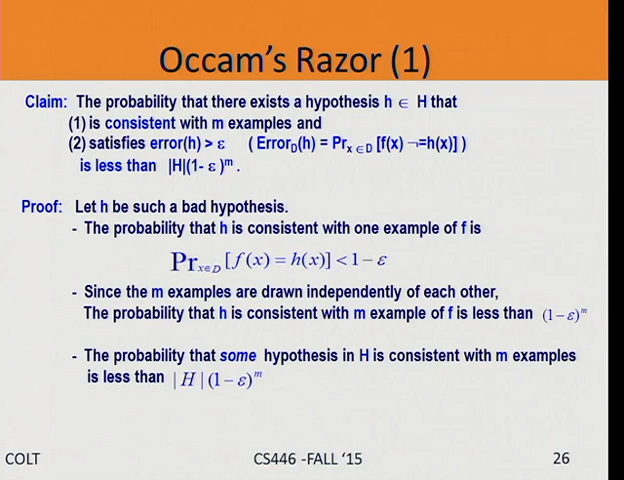 Occam's Razor (1)
Claim: The probability that there exists a hypothesis h ∈ H that
(1) is consistent with m examples and
(2) satisfies error(h) > ε ( Error_D(h) = Pr_{x ∈ D} [f(x) ¬=h(x)] )
is less than |H|(1- ε )^m .
Proof: Let h be such a bad hypothesis.
- The probability that h is consistent with one example of f is
Pr_{x∈D} [ f(x) = h(x)] < 1 − ε
- Since the m examples are drawn independently of each other,
The probability that h is consistent with m example of f is less than (1−ε)^m
- The probability that some hypothesis in H is consistent with m examples
is less than | H | (1 − ε)^m
COLT CS446 -FALL '15 26